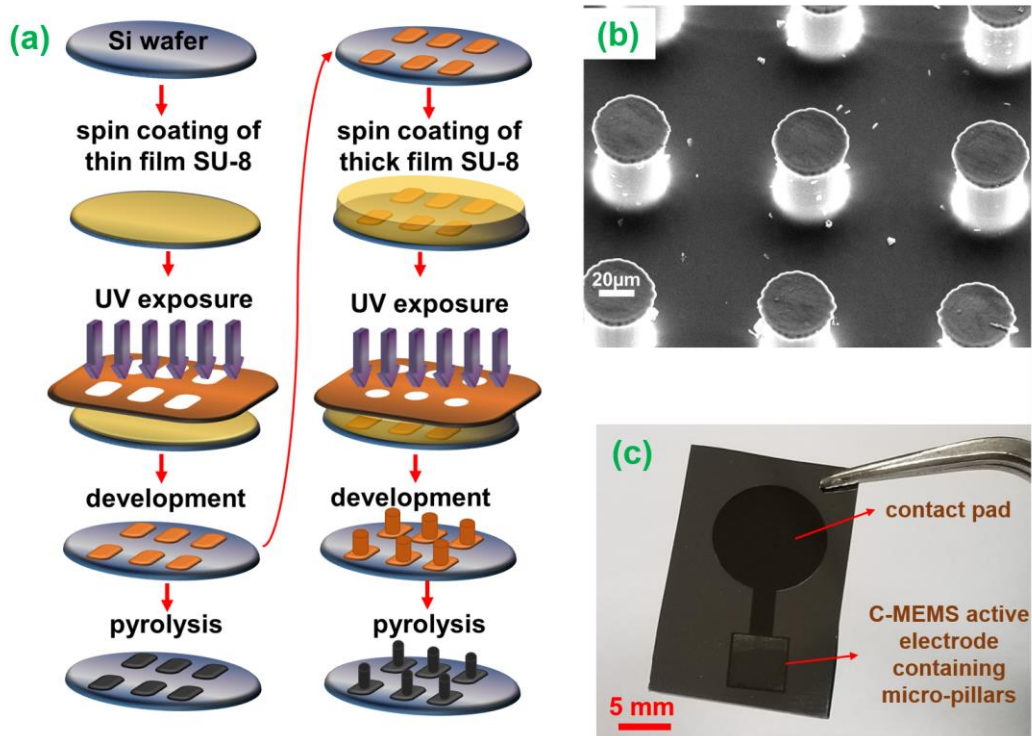 (a)
Si wafer
spin coating of
thin film SU-8
UV exposure
development
pyrolysis
spin coating of
thick film SU-8
UV exposure
development
pyrolysis
(b)
20µm
(c)
contact pad
C-MEMS active
electrode
containing
micro-pillars
5 mm